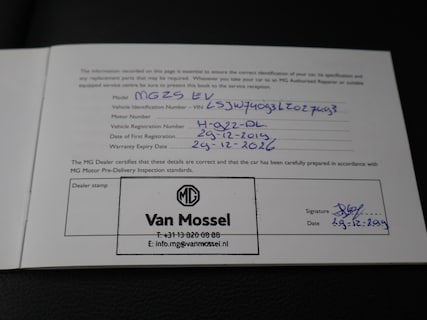 The information recorded on this page is essential to ensure the correct identification of your car, its specification and
any replacement parts that may be required. Whenever you take your car to an MG Authorised Repairer or suitable
equipped service centre be sure to present this book to the service reception.
Model MGZS EV
Vehicle Identification Number – VIN
Motor Number
Vehicle Registration Number H-922-DL
Date of First Registration 29-12-2019
Warranty Expiry Date 29-12-2026
The MG Dealer certifies that these details are correct and that the car has been carefully prepared in accordance with
MG Motor Pre-Delivery Inspection standards.
Dealer stamp
MG
Van Mossel
T: +31 13 820 08 88
E: info.mg@vanmossel.nl
Signature
Date